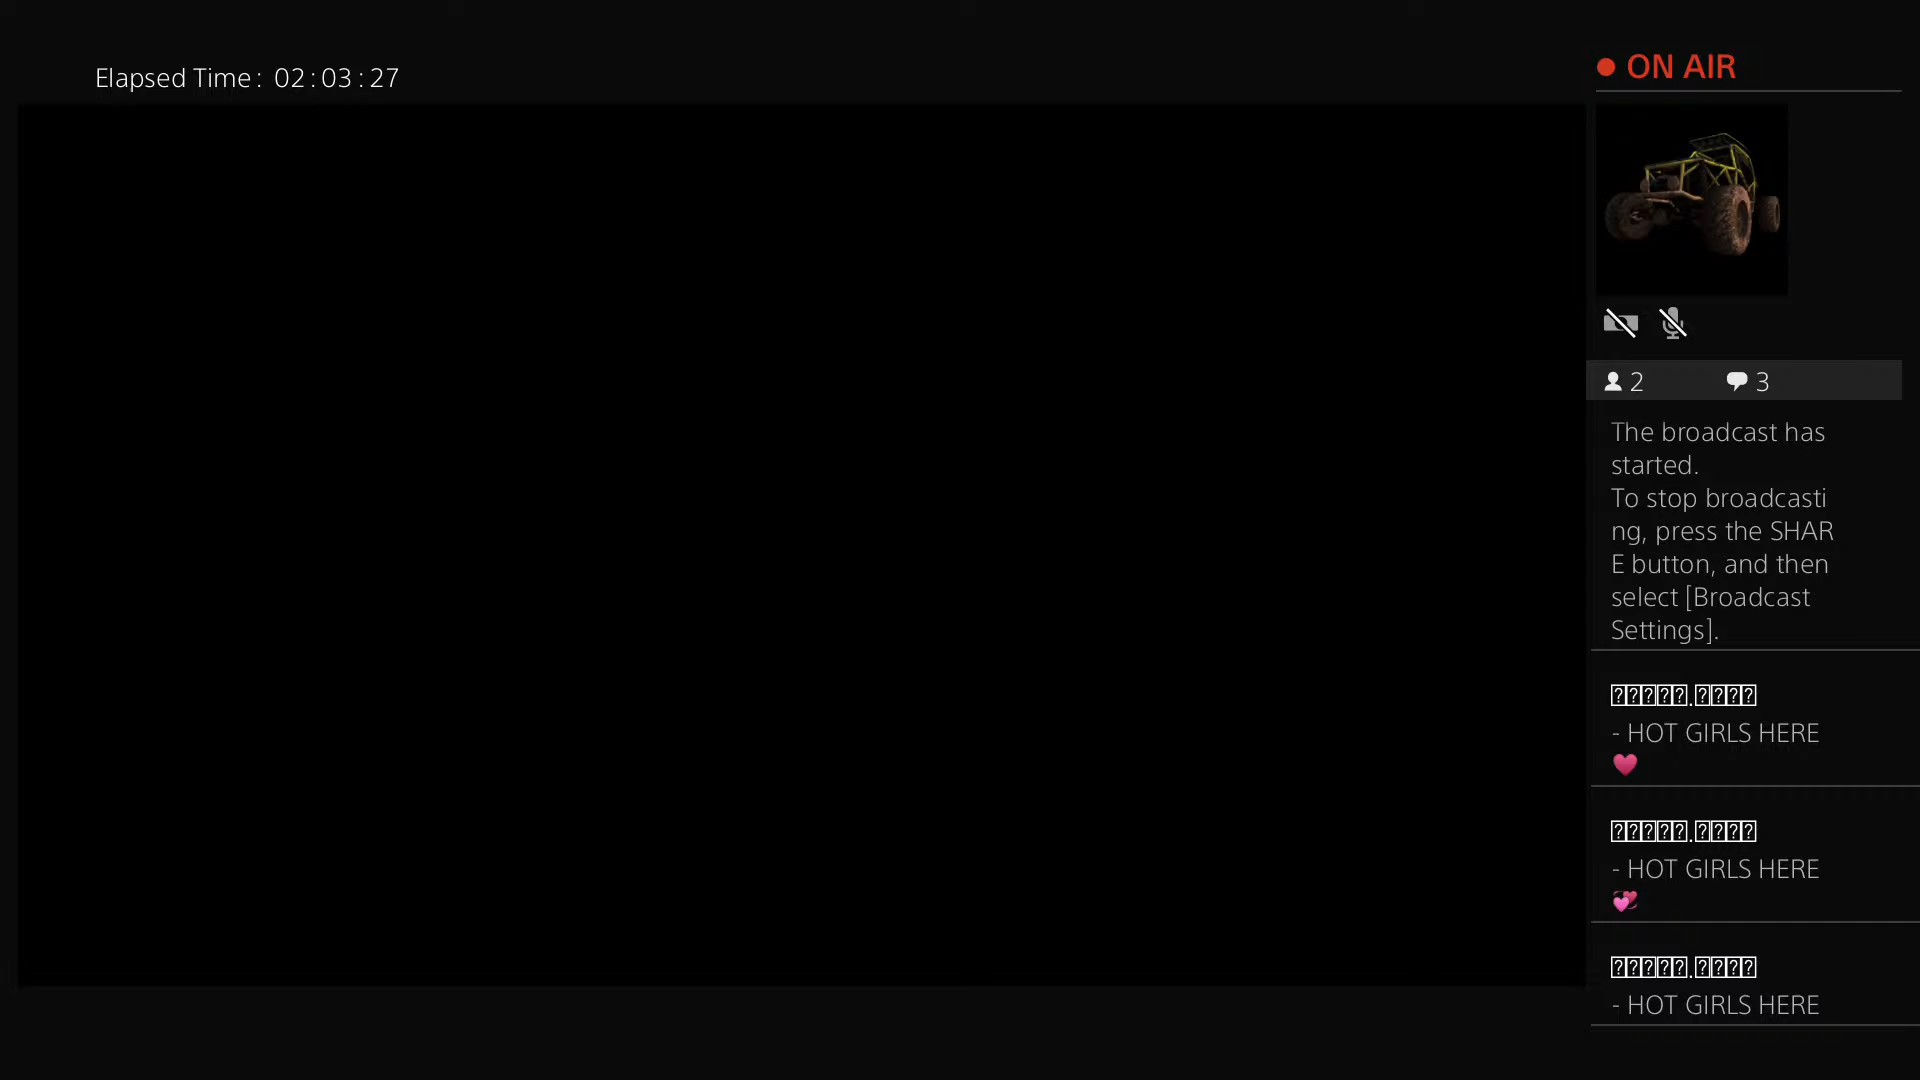 Elapsed Time: 02:03:27
ON AIR
2 3
The broadcast has
started.
To stop broadcasti
ng, press the SHAR
E button, and then
select [Broadcast
Settings].
- HOT GIRLS HERE
💗
- HOT GIRLS HERE
💞
- HOT GIRLS HERE